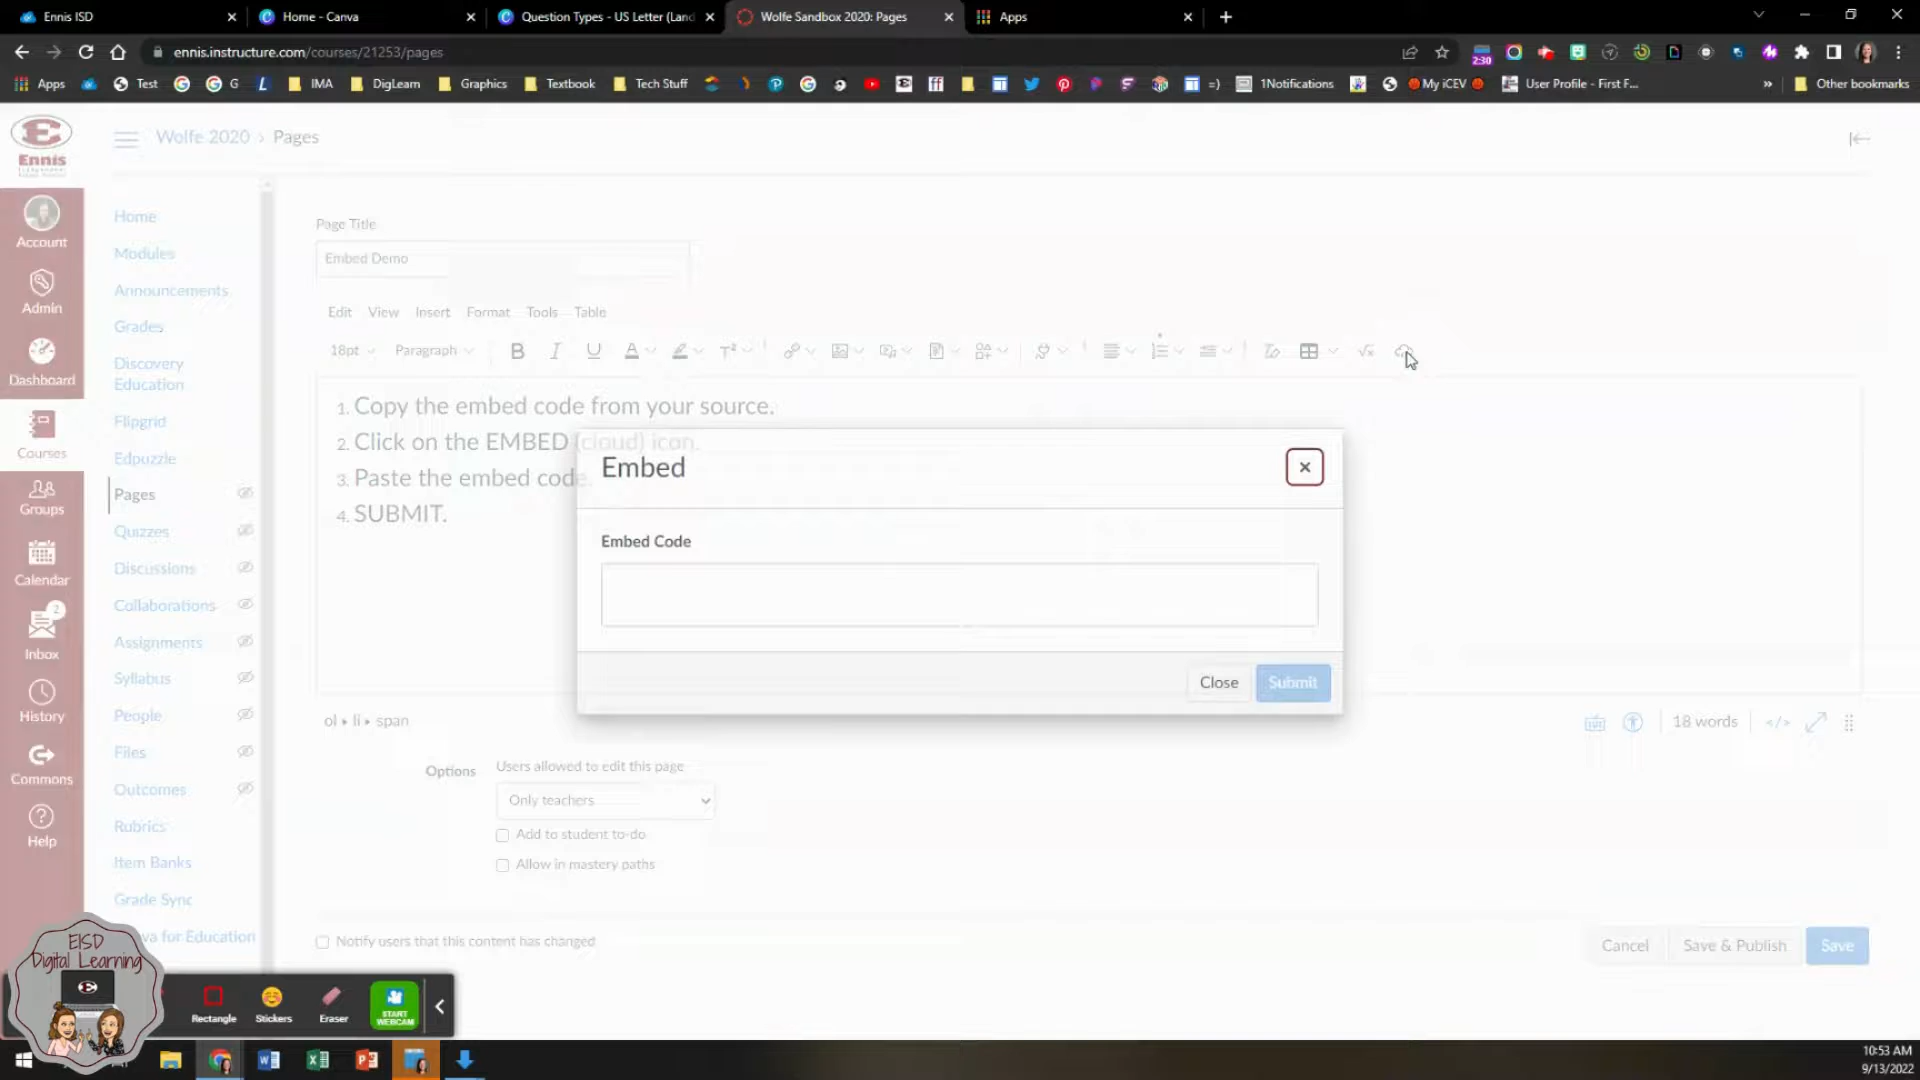 Ennis ISD
Home - Canva
Question Types - US Letter (Land
Wolfe Sandbox 2020: Pages
Apps
ennis.instructure.com/courses/21253/pages
2:30
Apps
Test
G
IMA
DigLearn
Graphics
Textbook
Tech Stuff
=)
1Notifications
My iCEV
User Profile - First F...
»
Other bookmarks
Ennis
Wolfe 2020 › Pages
Account
Admin
Dashboard
Courses
Groups
Calendar
2
Inbox
History
Commons
Help
Home
Modules
Announcements
Grades
Discovery
Education
Flipgrid
Edpuzzle
Pages
Quizzes
Discussions
Collaborations
Assignments
Syllabus
People
Files
Outcomes
Rubrics
Item Banks
Grade Sync
va for Education
Page Title
Embed Demo
Edit View Insert Format Tools Table
18pt Paragraph B I U A T²
1. Copy the embed code from your source.
2. Click on the EMBED (cloud) icon.
3. Paste the embed code.
4. SUBMIT.
Embed
Embed Code
Close Submit
ol ▸ li ▸ span
18 words </>
Options Users allowed to edit this page
Only teachers
Add to student to-do
Allow in mastery paths
Notify users that this content has changed
Cancel Save & Publish Save
EISD
Digital Learning
Rectangle
Stickers
Eraser
START
WEBCAM
10:53 AM
9/13/2022